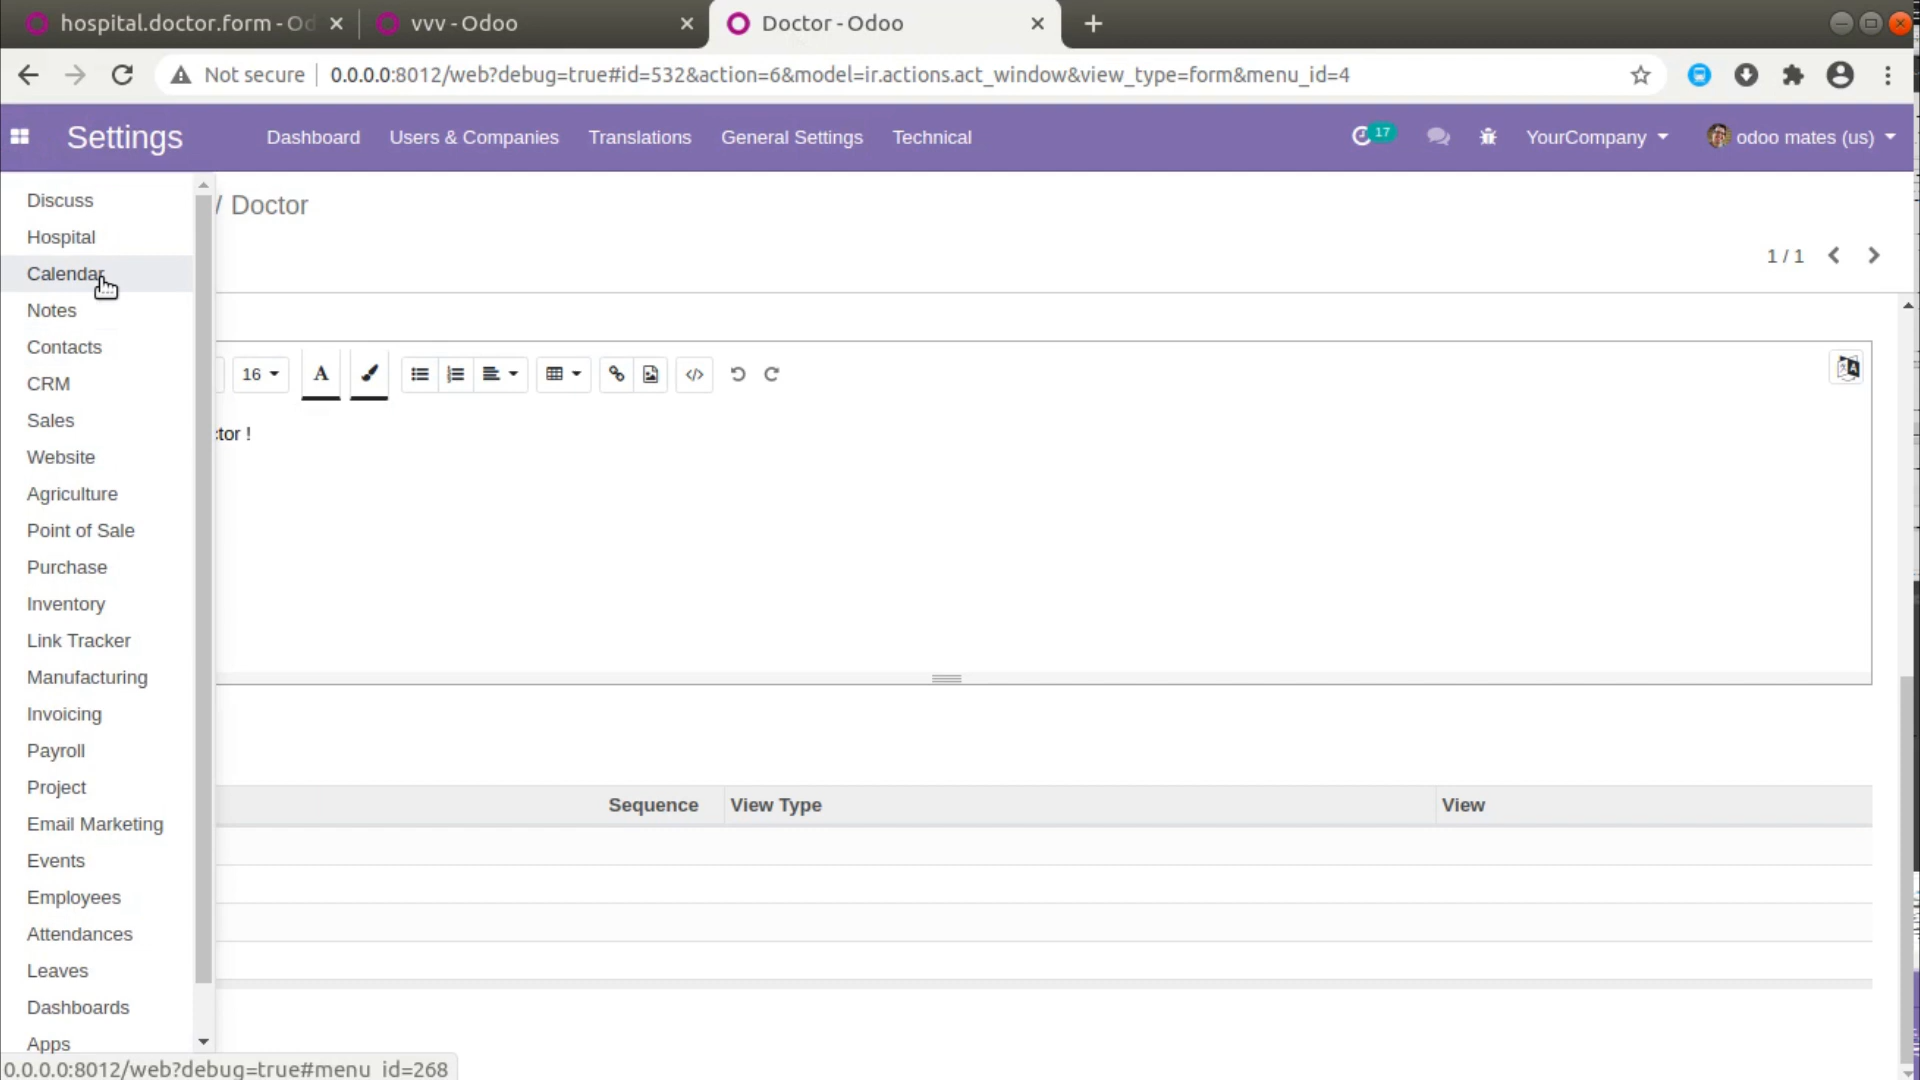 hospital.doctor.form - Od
vvv - Odoo
Doctor - Odoo
Not secure
0.0.0.0:8012/web?debug=true#id=532&action=6&model=ir.actions.act_window&view_type=form&menu_id=4
Settings
Dashboard
Users & Companies
Translations
General Settings
Technical
17
YourCompany
odoo mates (us)
Discuss
Hospital
Calendar
Notes
Contacts
CRM
Sales
Website
Agriculture
Point of Sale
Purchase
Inventory
Link Tracker
Manufacturing
Invoicing
Payroll
Project
Email Marketing
Events
Employees
Attendances
Leaves
Dashboards
Apps
/ Doctor
1 / 1
16
A
ctor !
Sequence
View Type
View
0.0.0.0:8012/web?debug=true#menu_id=268